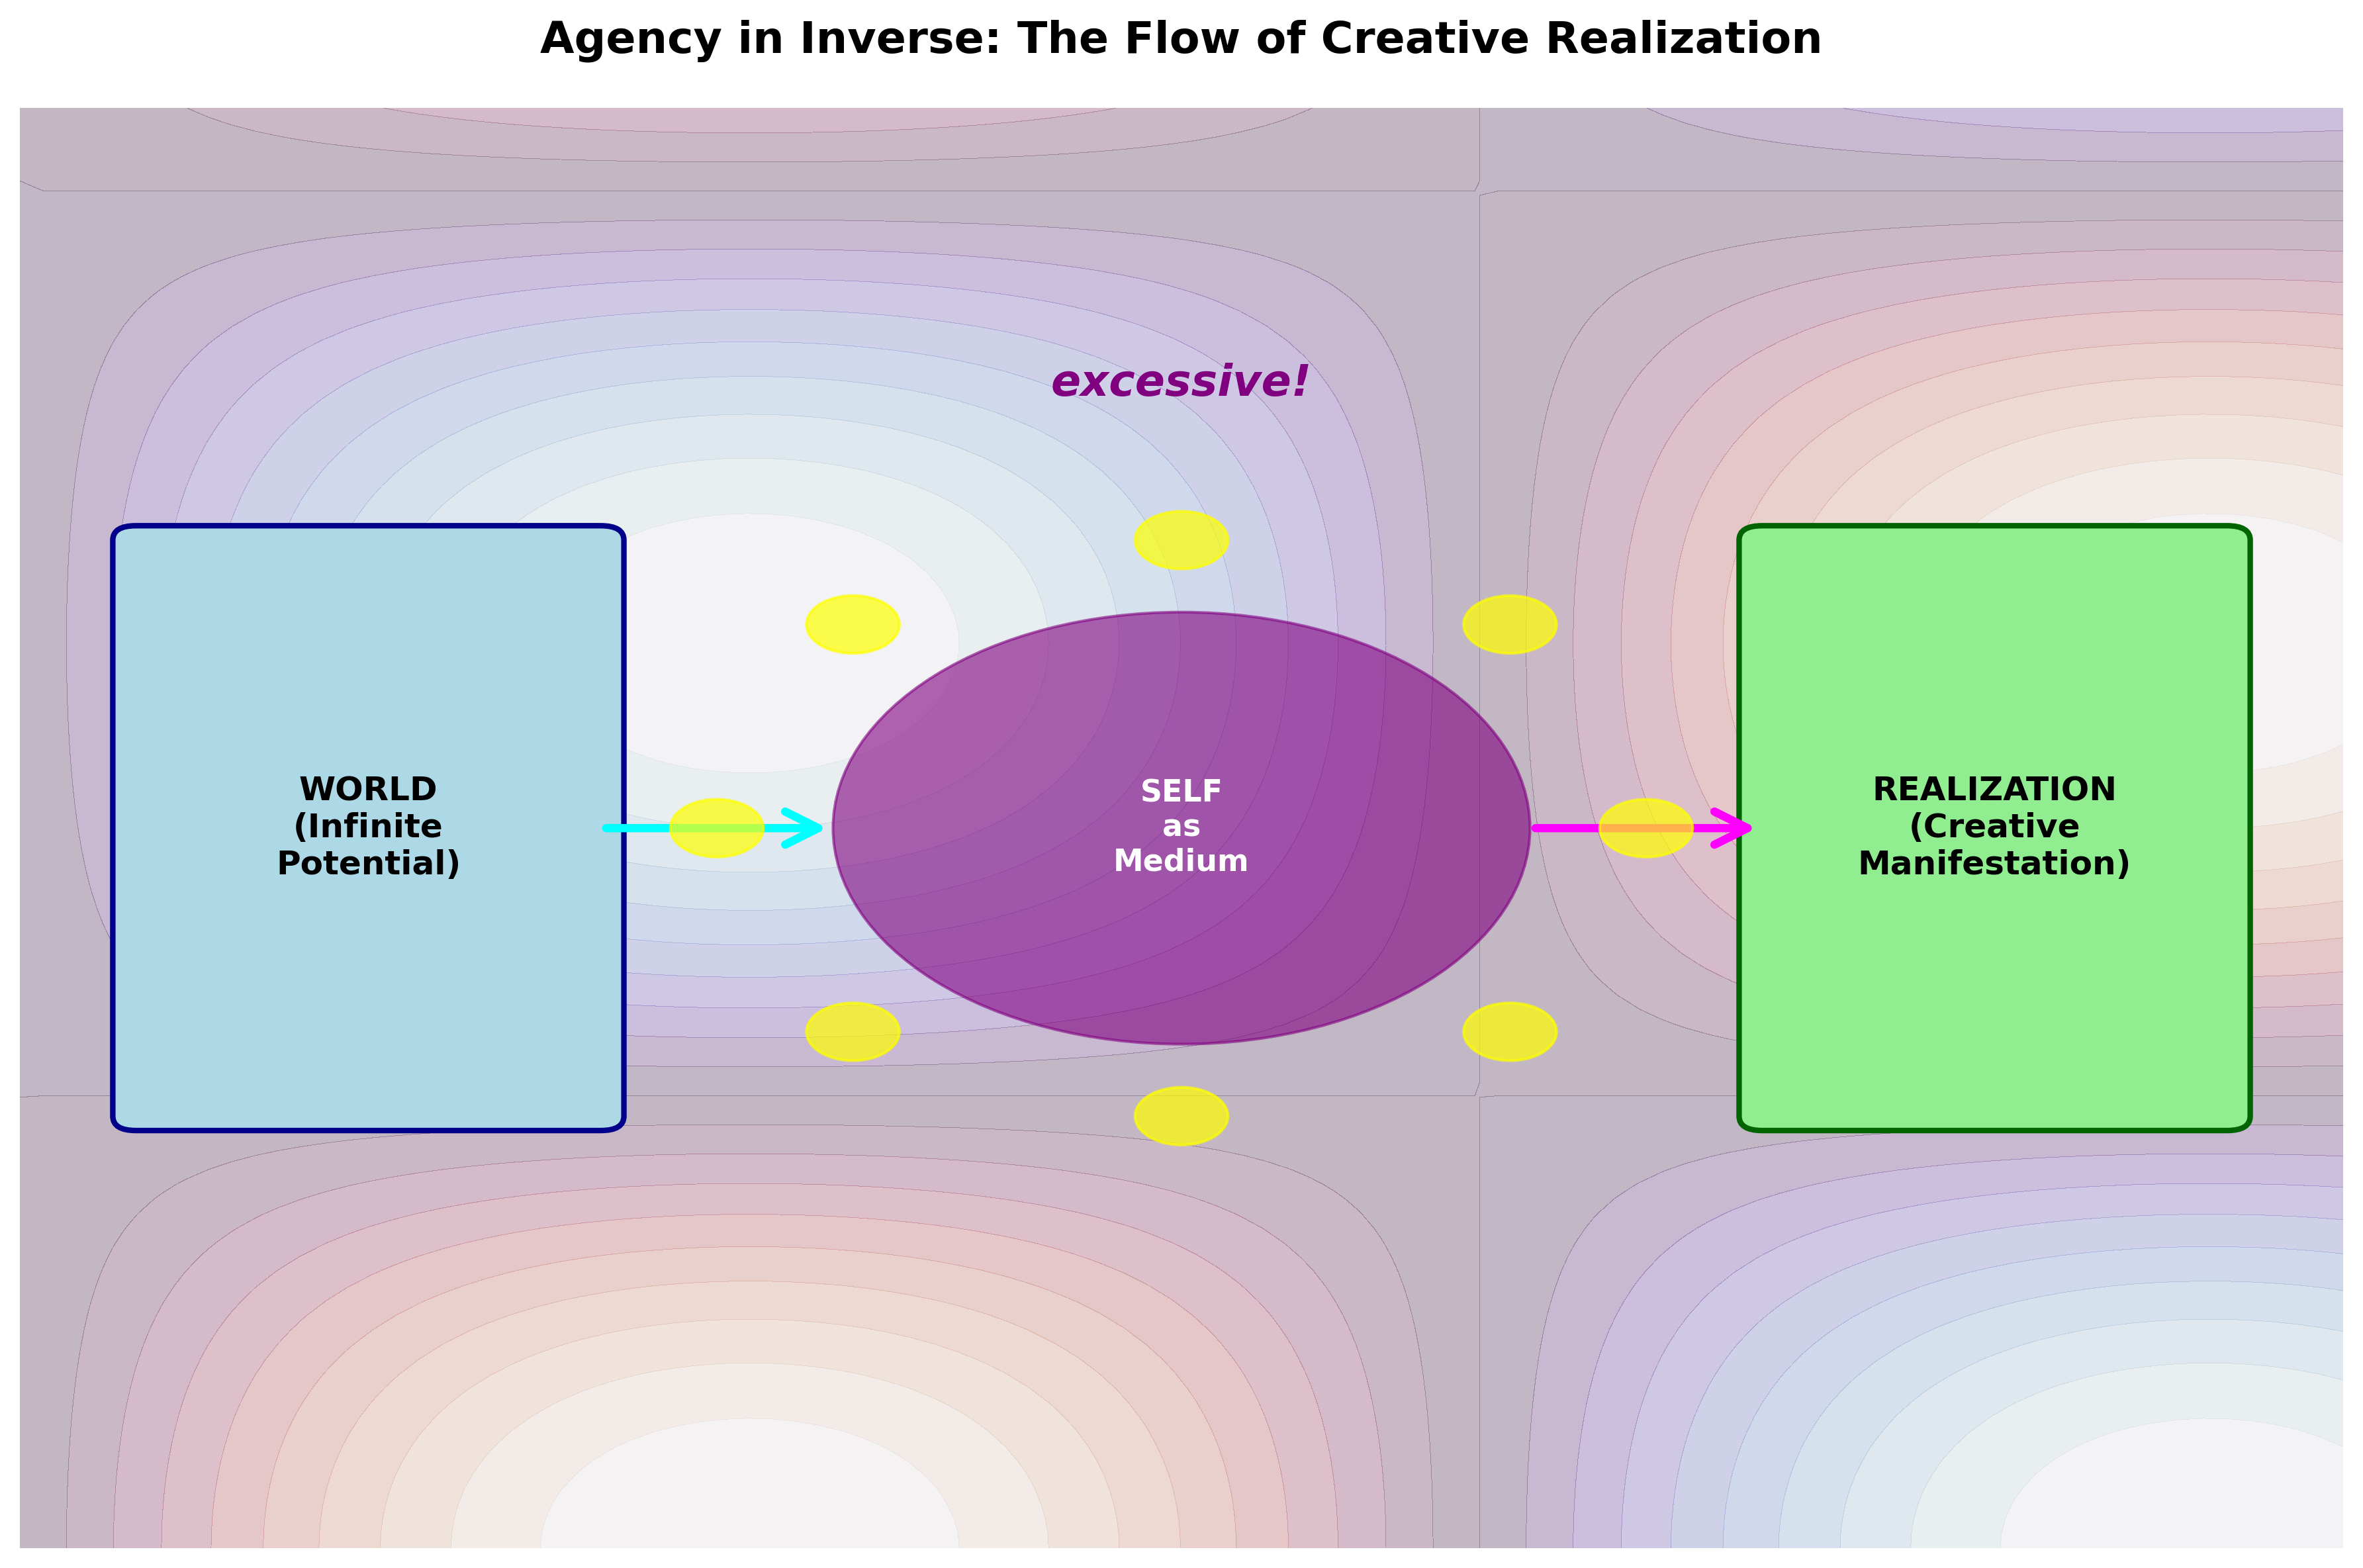 Agency in Inverse: The Flow of Creative Realization
excessive!
WORLD
(Infinite
Potential)
SELF
as
Medium
REALIZATION
(Creative
Manifestation)